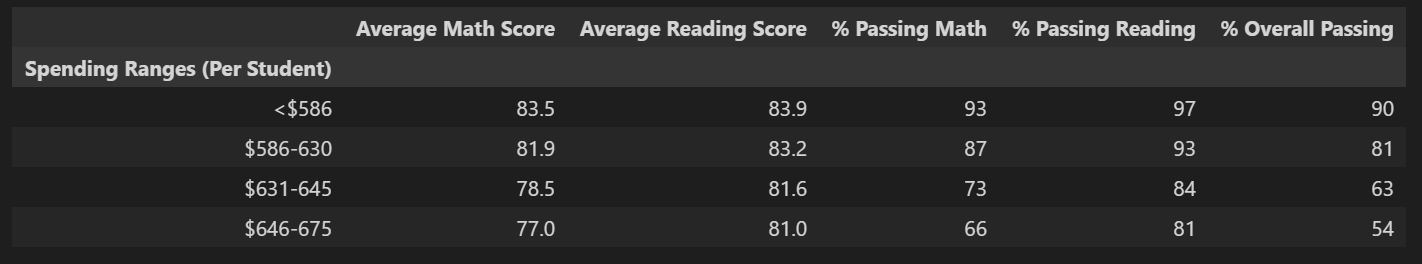 Average Math Score Average Reading Score % Passing Math % Passing Reading % Overall Passing
Spending Ranges (Per Student)
<$586 83.5 83.9 93 97 90
$586-630 81.9 83.2 87 93 81
$631-645 78.5 81.6 73 84 63
$646-675 77.0 81.0 66 81 54